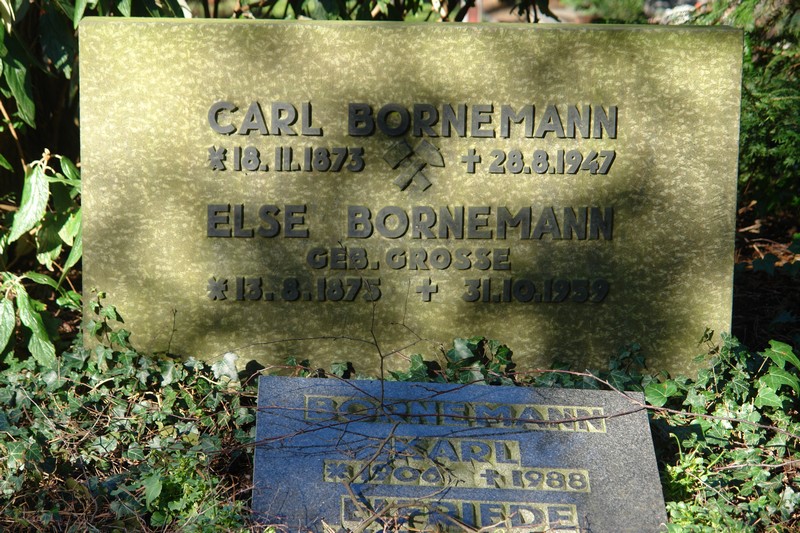 CARL BORNEMANN
* 18.11.1873 + 28.8.1947
ELSE BORNEMANN
GEB. GROSSE
* 13.8.1875 + 31.10.1959
BORNEMANN
KARL
* 1906 + 1988